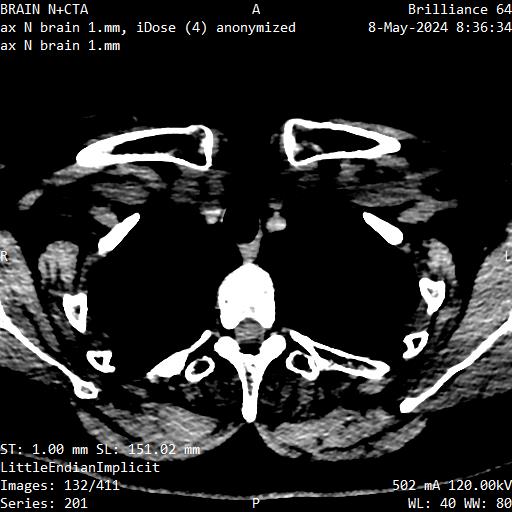 BRAIN N+CTA
ax N brain 1.mm, iDose (4) anonymized
ax N brain 1.mm
A
Brilliance 64
8-May-2024 8:36:34
R
L
ST: 1.00 mm SL: 151.02 mm
LittleEndianImplicit
Images: 132/411
Series: 201
P
502 mA 120.00kV
WL: 40 WW: 80